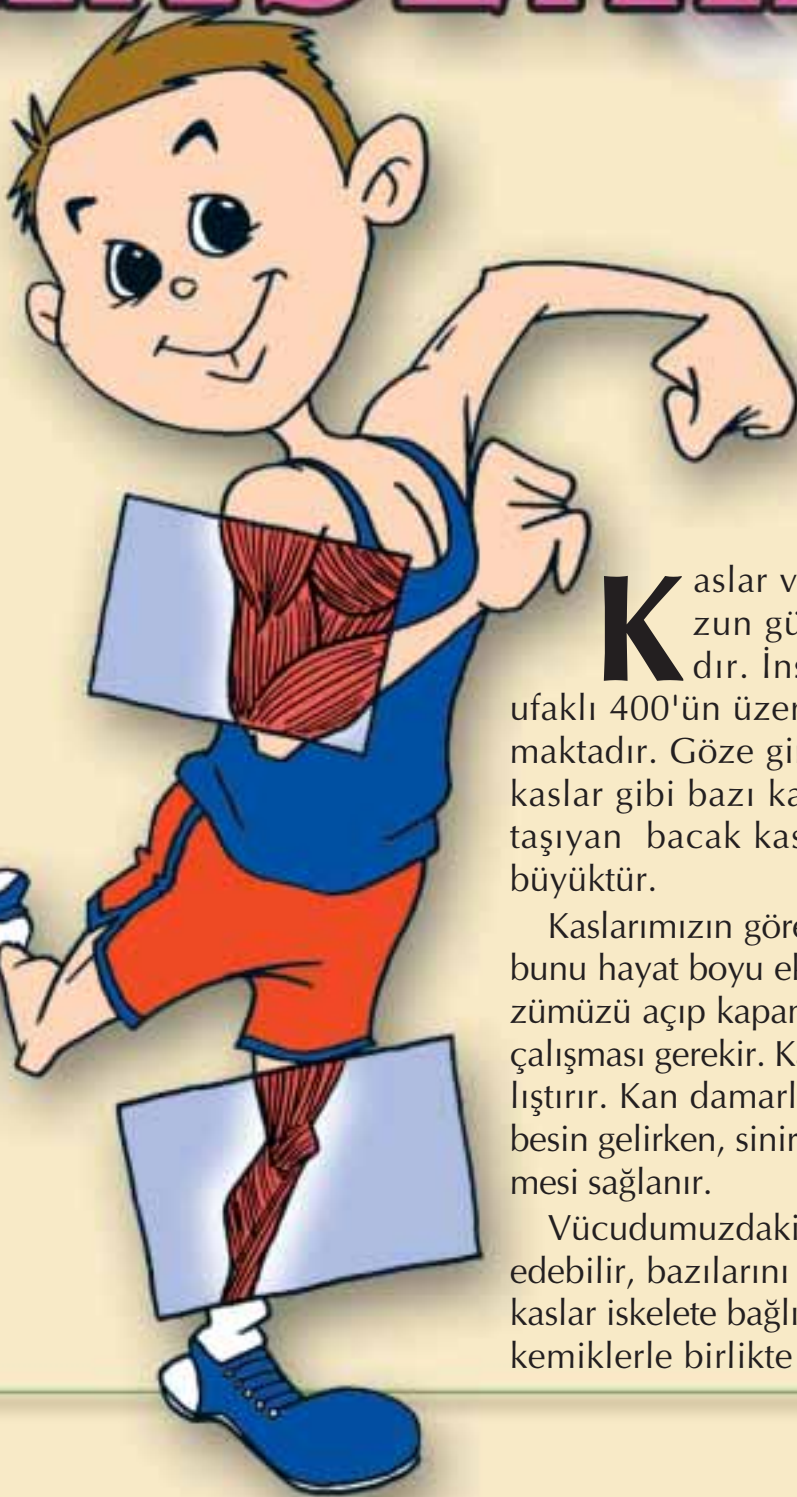 Kaslar v
zun gü
dır. İns
ufaklı 400'ün üzer
maktadır. Göze gi
kaslar gibi bazı ka
taşıyan bacak kas
büyüktür.
Kaslarımızın göre
bunu hayat boyu el
zümüzü açıp kapan
çalışması gerekir. K
lıştırır. Kan damarl
besin gelirken, sinir
mesi sağlanır.
Vücudumuzdaki
edebilir, bazılarını
kaslar iskelete bağlı
kemiklerle birlikte